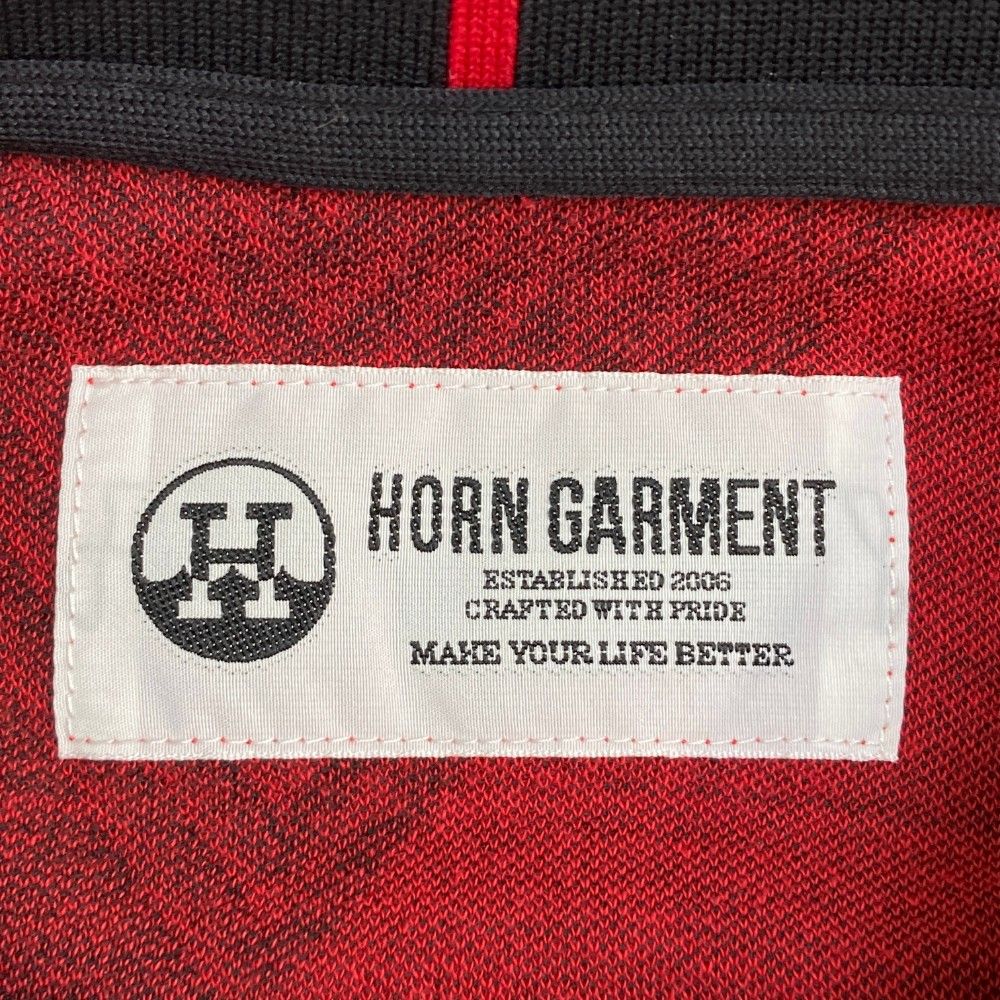 H
HORN GARMENT
ESTABLISHED 2006
CRAFTED WITH PRIDE
MAKE YOUR LIFE BETTER